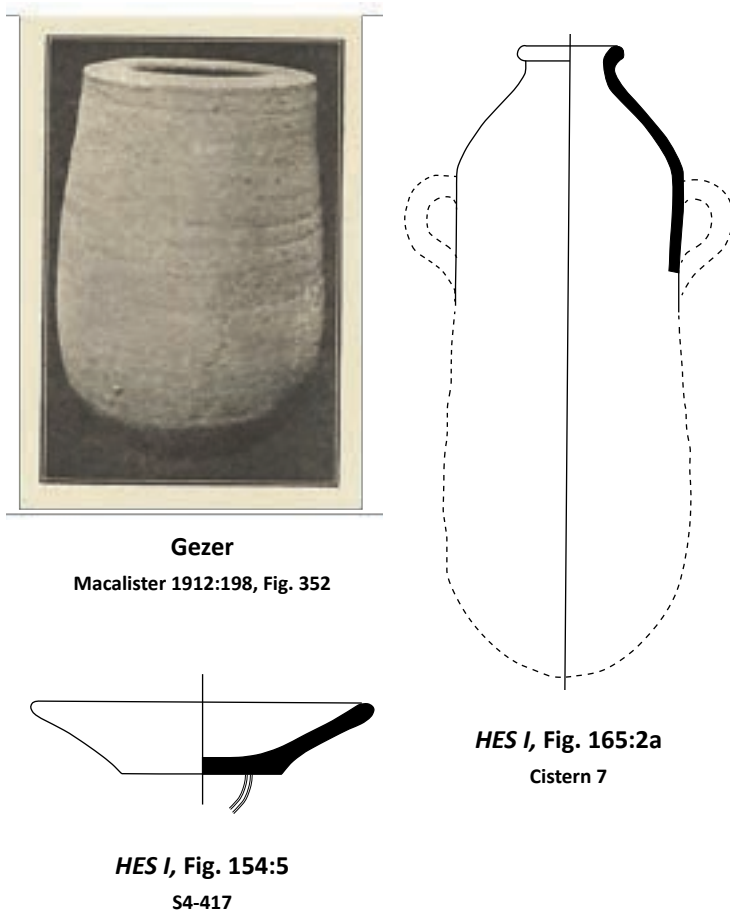 Gezer
Macalister 1912:198, Fig. 352
HES I, Fig. 165:2a
Cistern 7
HES I, Fig. 154:5
S4-417